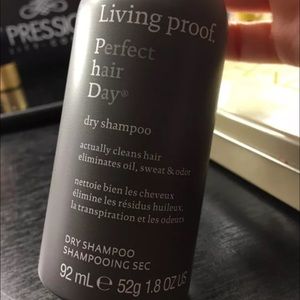 PRESSI
Living proof.
Perfect
hair
Day®
dry shampoo
actually cleans hair
eliminates oil, sweat & odor
nettoie bien les cheveux
élimine les résidus huileux,
la transpiration et les odeurs
DRY SHAMPOO
SHAMPOOING SEC
92 mL ℮ 52g 1.8 OZ US